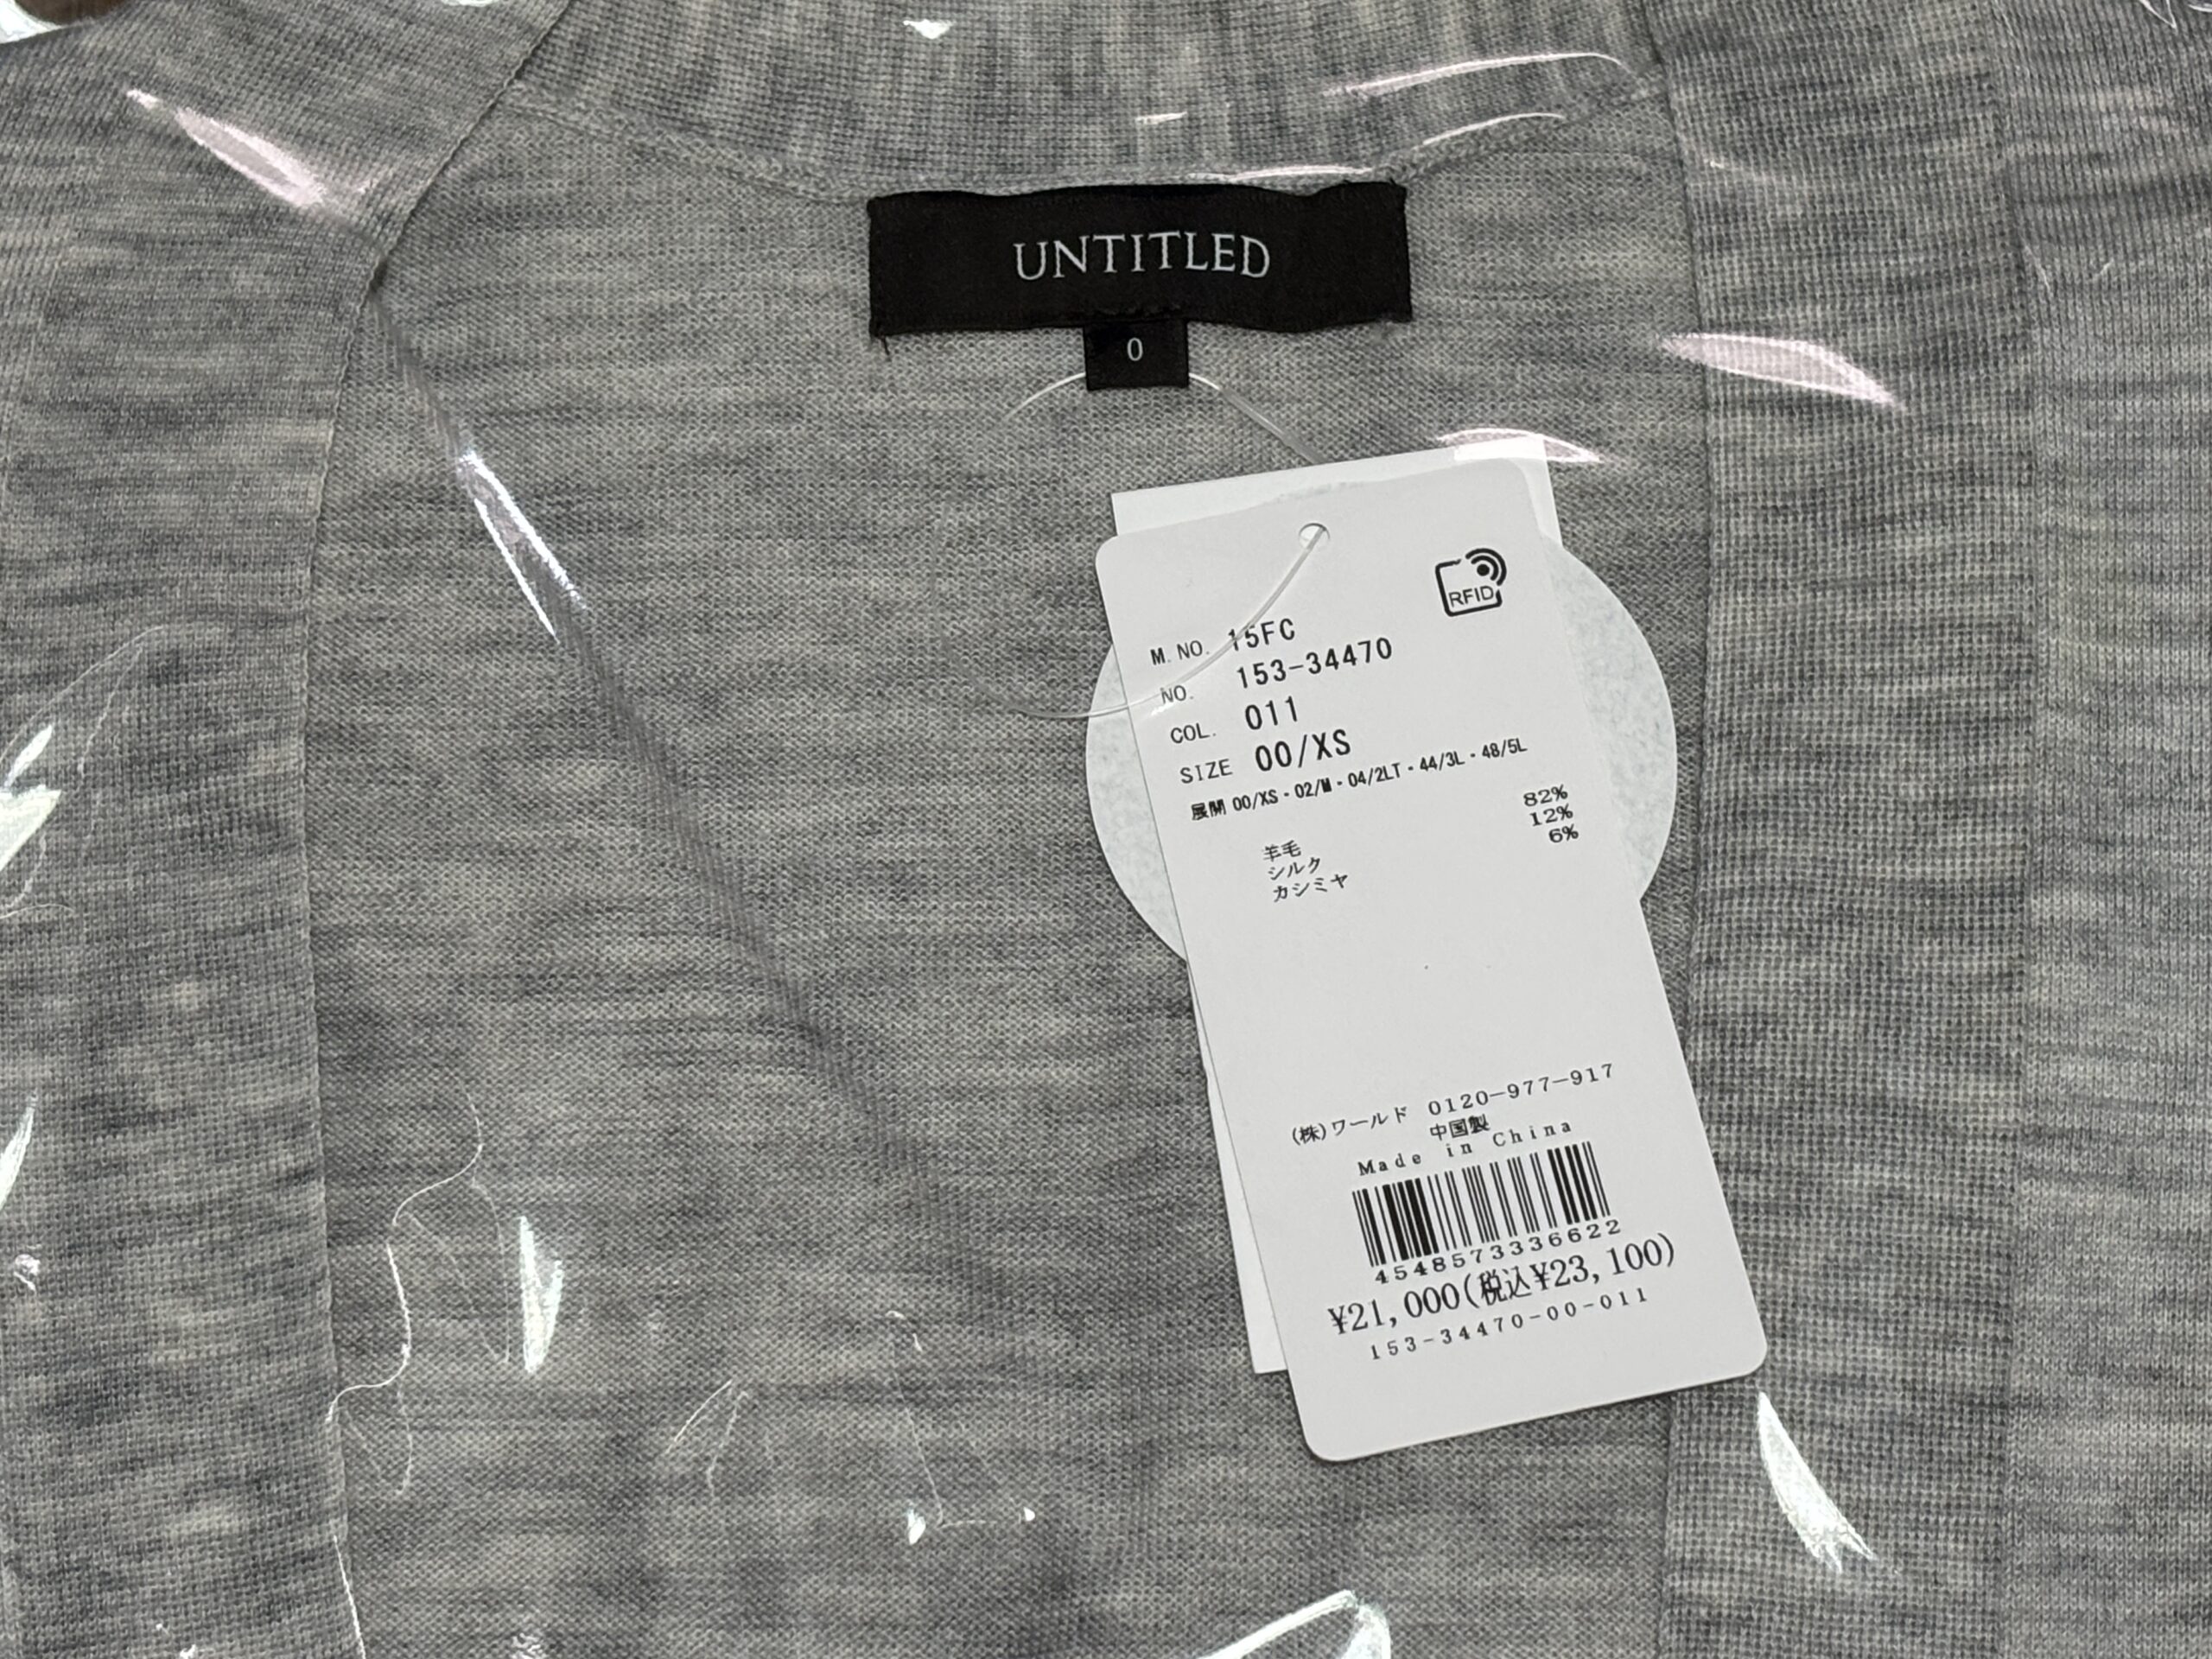 UNTITLED
0
RFID
M. NO. 15FC
NO. 153-34470
COL. 011
SIZE 00/XS
展開 00/XS・02/M・04/2LT・44/3L・48/5L
羊毛 82%
シルク 12%
カシミヤ 6%
(株)ワールド 0120-977-917
中国製
Made in China
4548573336622
¥21,000(税込¥23,100)
153-34470-00-011